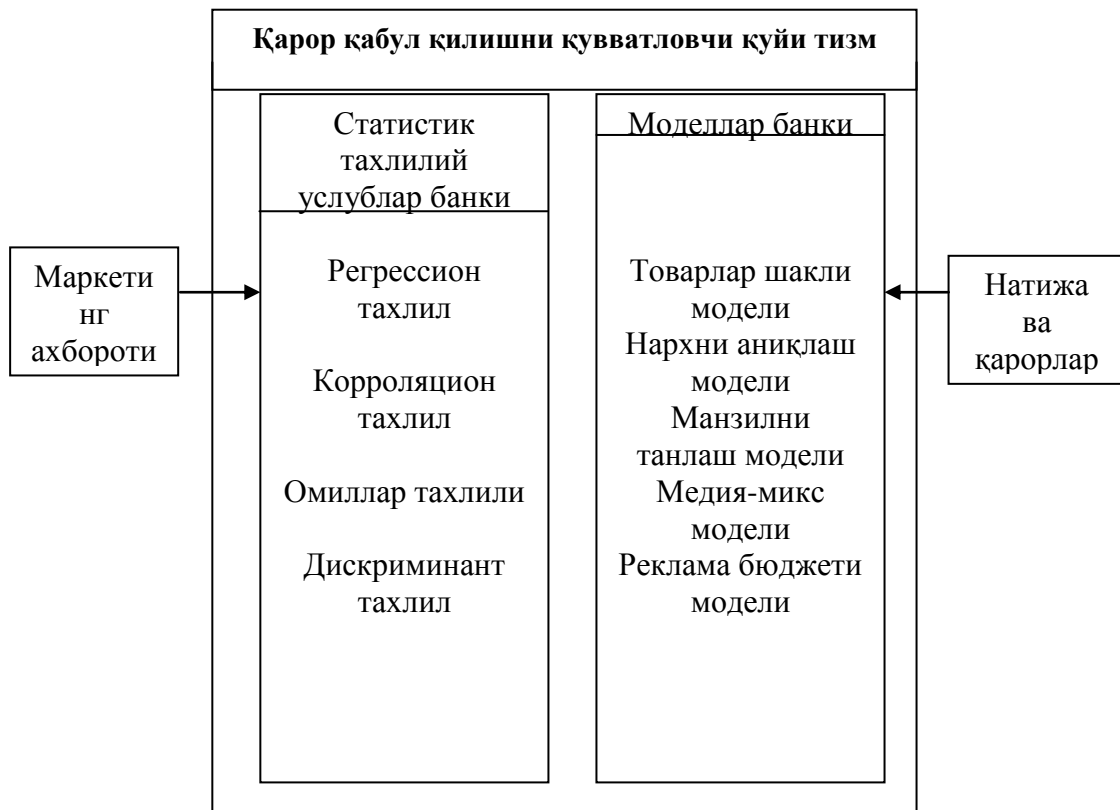 Қарор қабул қилишни қувватловчи қуйи тизм
Статистик
тахлилий
услублар банки
Моделлар банки
Маркети
нг
ахбороти
Регрессион
тахлил
Корроляцион
тахлил
Омиллар тахлили
Дискриминант
тахлил
Товарлар шакли
модели
Нархни аниқлаш
модели
Манзилни
танлаш модели
Медия-микс
модели
Реклама бюджети
модели
Натижа
ва
қарорлар